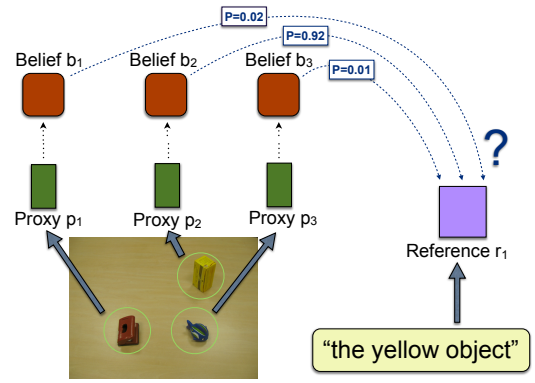 P=0.02
P=0.92
P=0.01
Belief b₁
Belief b₂
Belief b₃
?
Proxy p₁
Proxy p₂
Proxy p₃
Reference r₁
“the yellow object”